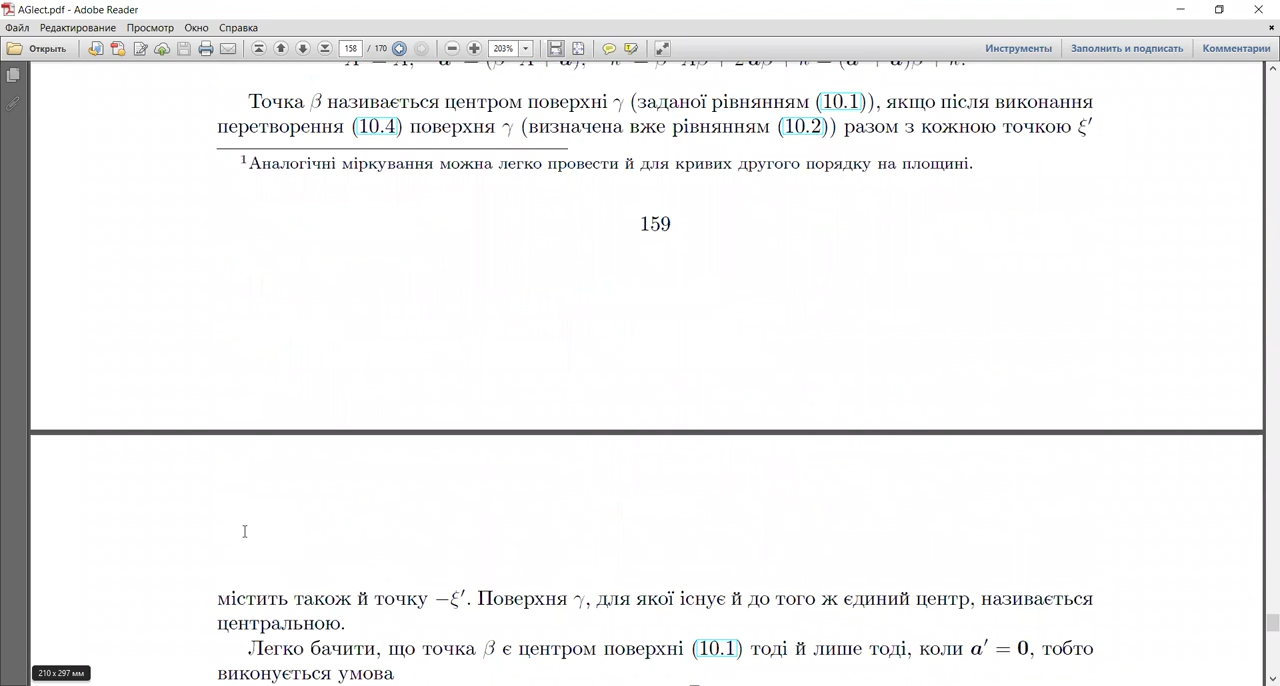 AGlect.pdf - Adobe Reader
Файл Редактирование Просмотр Окно Справка
Открыть 158 / 170 203% Инструменты Заполнить и подписать Комментарии
Точка β називається центром поверхні γ (заданої рівнянням (10.1)), якщо після виконання
перетворення (10.4) поверхня γ (визначена вже рівнянням (10.2)) разом з кожною точкою ξ′
¹Аналогічні міркування можна легко провести й для кривих другого порядку на площині.
159
містить також й точку −ξ′. Поверхня γ, для якої існує й до того ж єдиний центр, називається
центральною.
Легко бачити, що точка β є центром поверхні (10.1) тоді й лише тоді, коли a′ = 0, тобто
виконується умова
210 x 297 мм